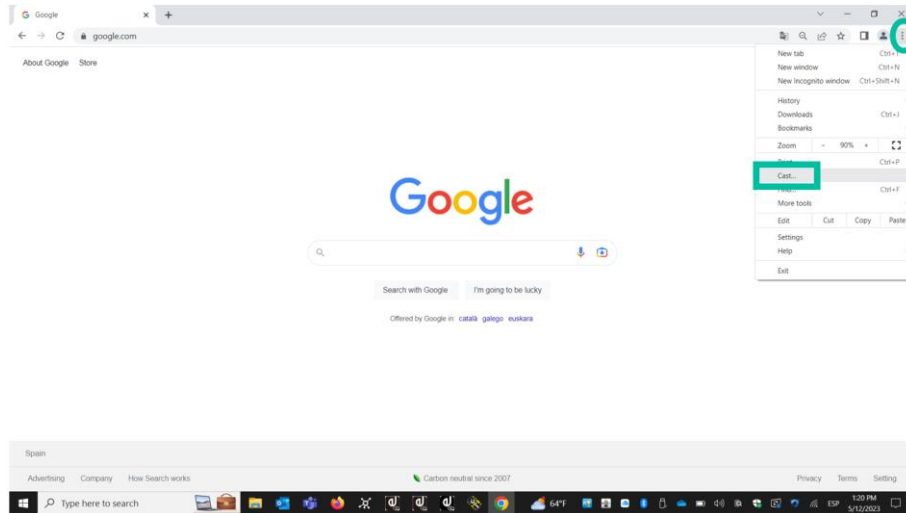 Google
google.com
About Google Store
New tab Ctrl+T
New window Ctrl+N
New Incognito window Ctrl+Shift+N
History
Downloads Ctrl+J
Bookmarks
Zoom - 90% +
Ctrl+P
Cast...
Ctrl+F
More tools
Edit Cut Copy Paste
Settings
Help
Exit
Google
Search with Google I'm going to be lucky
Offered by Google in: català galego euskara
Spain
Advertising Company How Search works Carbon neutral since 2007 Privacy Terms Setting
Type here to search 64°F ESP 1:20 PM
5/12/2023